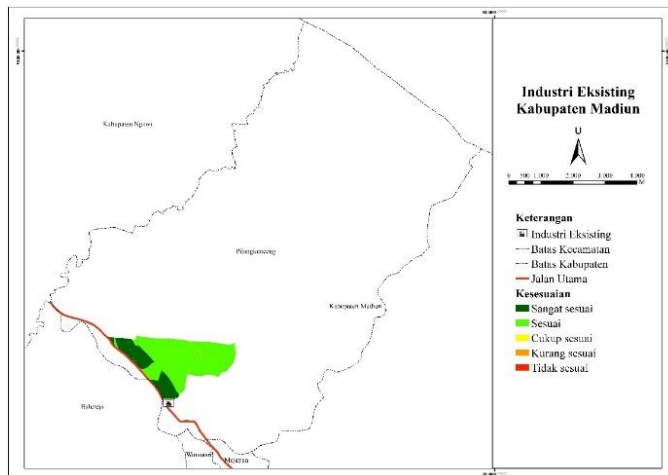 Industri Eksisting
Kabupaten Madiun
U
0 500 1.000 2.000 3.000 4.000
M
Keterangan
Industri Eksisting
Batas Kecamatan
Batas Kabupaten
Jalan Utama
Kesesuaian
Sangat sesuai
Sesuai
Cukup sesuai
Kurang sesuai
Tidak sesuai
Kabupaten Ngawi
Pilangkenceng
Kabupaten Madiun
Balerejo
Wonoasri
Mejayan